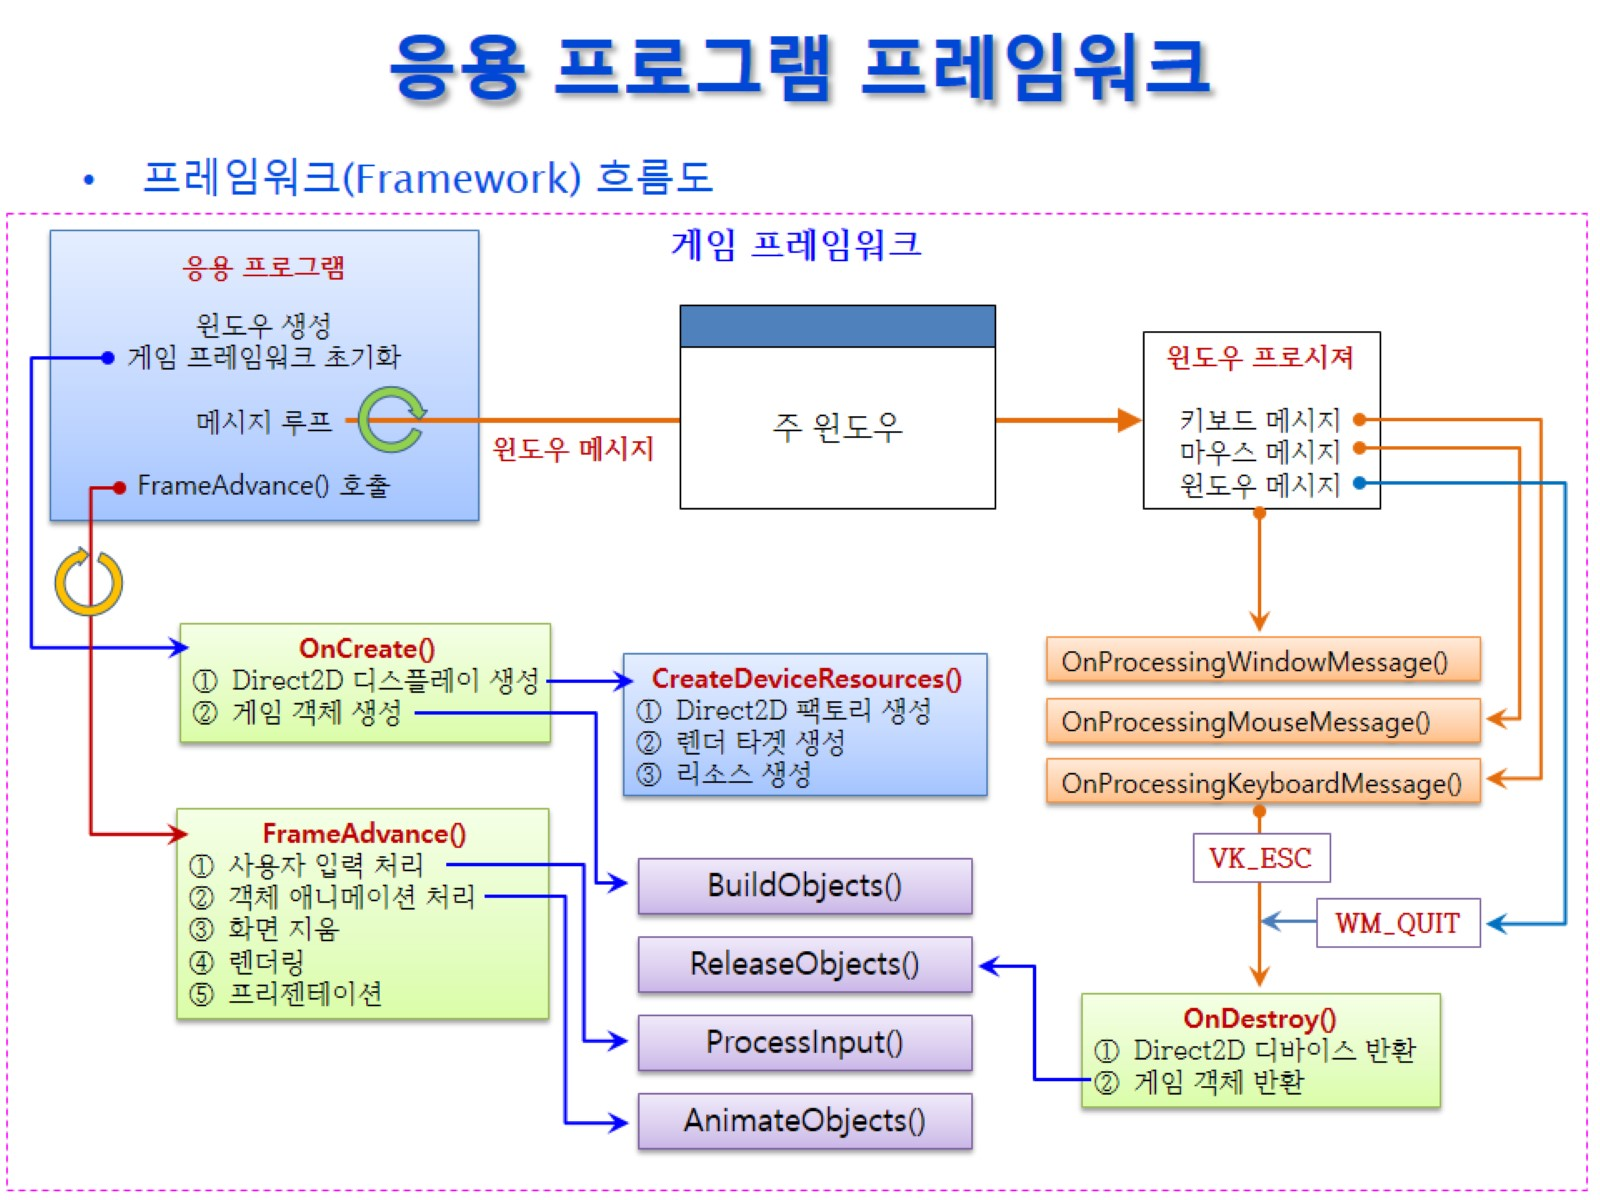 응용 프로그램 프레임워크
• 프레임워크(Framework) 흐름도
게임 프레임워크
응용 프로그램
윈도우 생성
게임 프레임워크 초기화
메시지 루프
FrameAdvance() 호출
윈도우 메시지
주 윈도우
윈도우 프로시져
키보드 메시지
마우스 메시지
윈도우 메시지
OnCreate()
① Direct2D 디스플레이 생성
② 게임 객체 생성
CreateDeviceResources()
① Direct2D 팩토리 생성
② 렌더 타겟 생성
③ 리소스 생성
OnProcessingWindowMessage()
OnProcessingMouseMessage()
OnProcessingKeyboardMessage()
FrameAdvance()
① 사용자 입력 처리
② 객체 애니메이션 처리
③ 화면 지움
④ 렌더링
⑤ 프리젠테이션
BuildObjects()
ReleaseObjects()
ProcessInput()
AnimateObjects()
VK_ESC
WM_QUIT
OnDestroy()
① Direct2D 디바이스 반환
② 게임 객체 반환